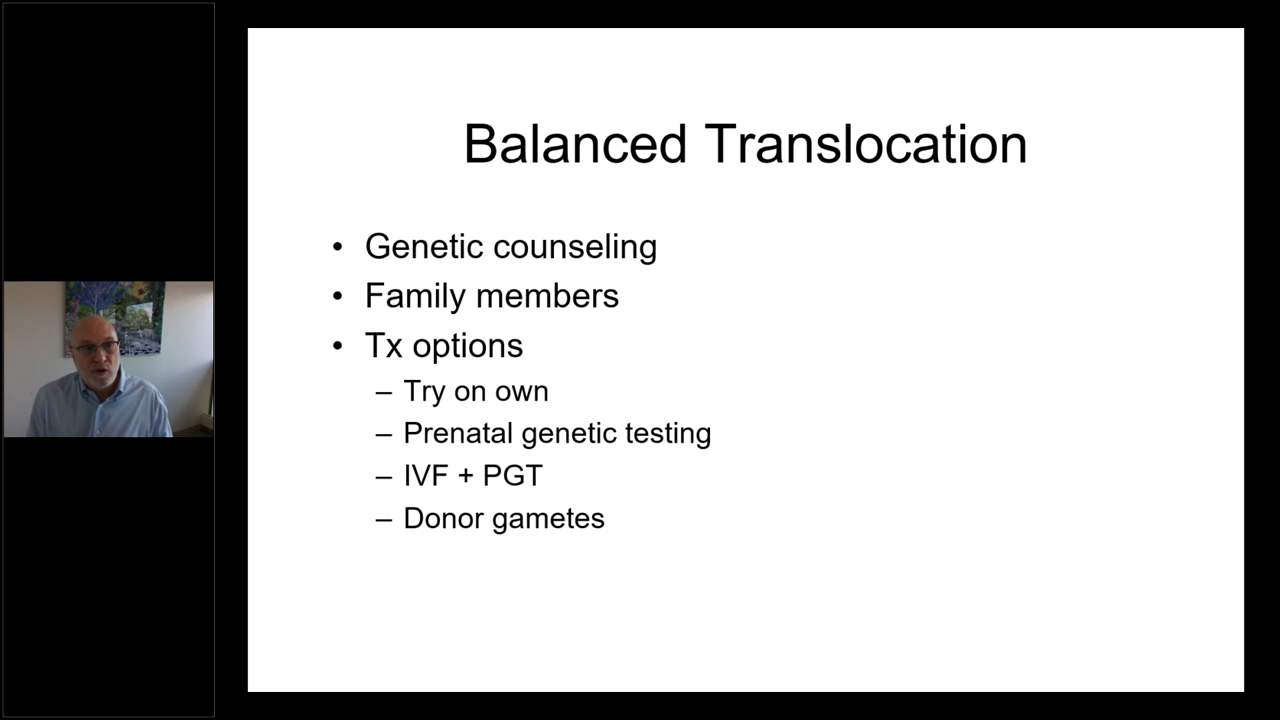 Balanced Translocation
• Genetic counseling
• Family members
• Tx options
– Try on own
– Prenatal genetic testing
– IVF + PGT
– Donor gametes